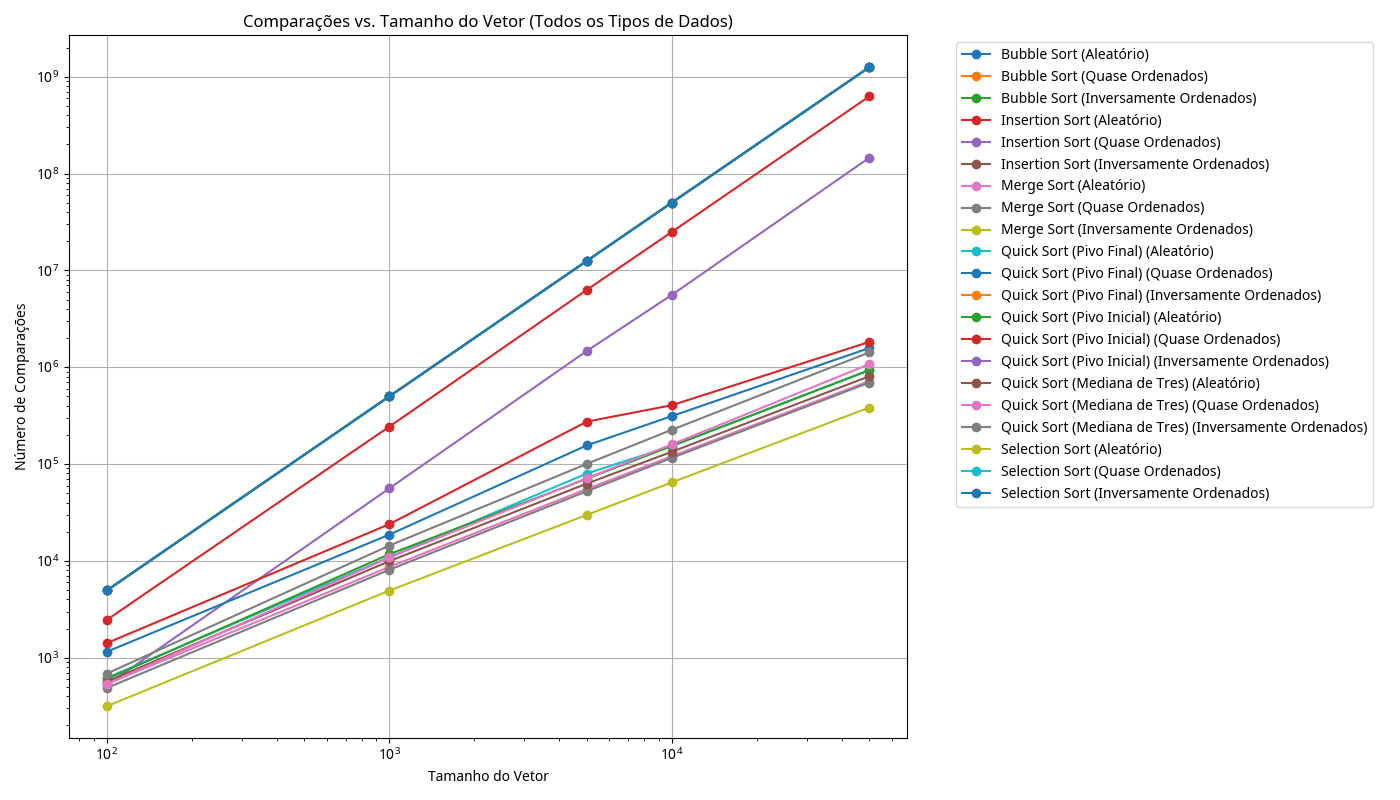 Comparações vs. Tamanho do Vetor (Todos os Tipos de Dados)
Número de Comparações
10⁹
10⁸
10⁷
10⁶
10⁵
10⁴
10³
10² 10³ 10⁴
Tamanho do Vetor
Bubble Sort (Aleatório)
Bubble Sort (Quase Ordenados)
Bubble Sort (Inversamente Ordenados)
Insertion Sort (Aleatório)
Insertion Sort (Quase Ordenados)
Insertion Sort (Inversamente Ordenados)
Merge Sort (Aleatório)
Merge Sort (Quase Ordenados)
Merge Sort (Inversamente Ordenados)
Quick Sort (Pivo Final) (Aleatório)
Quick Sort (Pivo Final) (Quase Ordenados)
Quick Sort (Pivo Final) (Inversamente Ordenados)
Quick Sort (Pivo Inicial) (Aleatório)
Quick Sort (Pivo Inicial) (Quase Ordenados)
Quick Sort (Pivo Inicial) (Inversamente Ordenados)
Quick Sort (Mediana de Tres) (Aleatório)
Quick Sort (Mediana de Tres) (Quase Ordenados)
Quick Sort (Mediana de Tres) (Inversamente Ordenados)
Selection Sort (Aleatório)
Selection Sort (Quase Ordenados)
Selection Sort (Inversamente Ordenados)